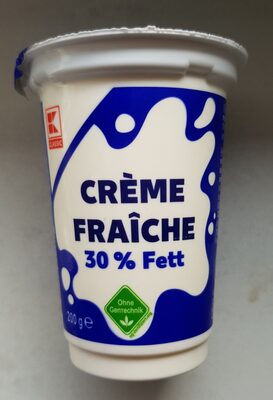 K
CLASSIC
CRÈME
FRAÎCHE
30 % Fett
Ohne
Gentechnik
200 g ℮